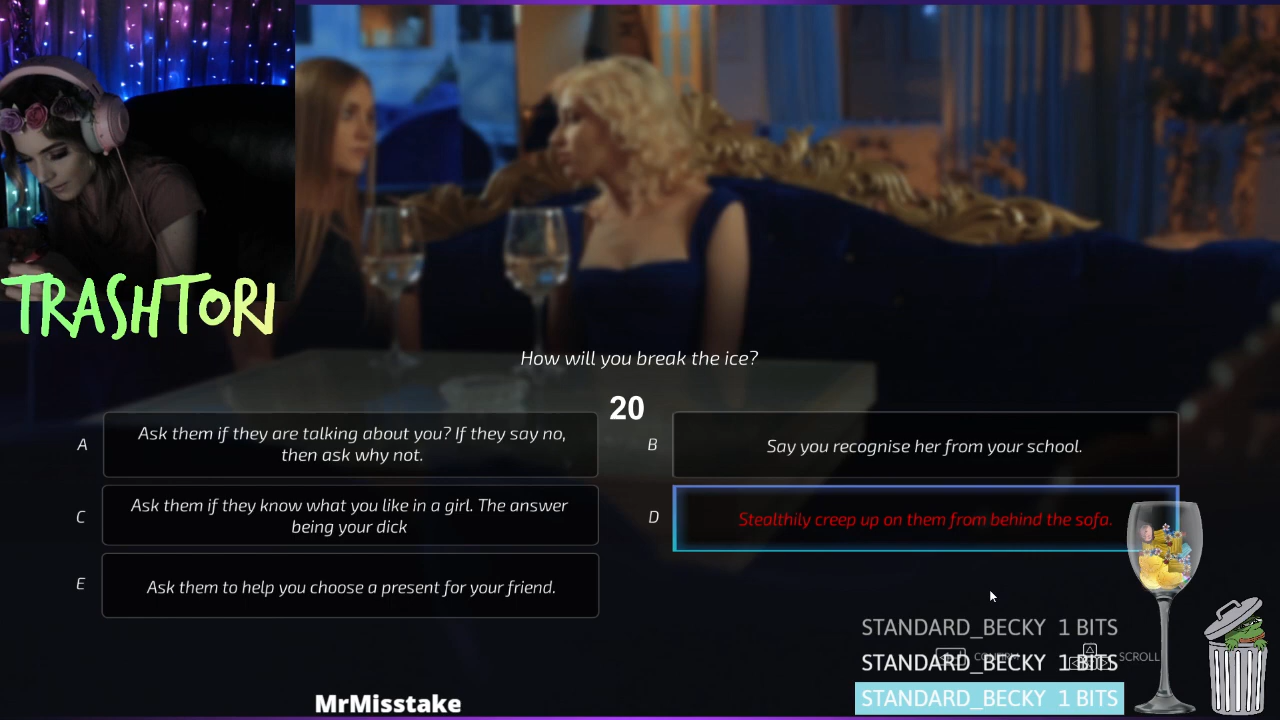 TRASHTORI
How will you break the ice?
20
A
Ask them if they are talking about you? If they say no,
then ask why not.
B
Say you recognise her from your school.
C
Ask them if they know what you like in a girl. The answer
being your dick
D
Stealthily creep up on them from behind the sofa.
E
Ask them to help you choose a present for your friend.
STANDARD_BECKY 1 BITS
CONFIRM
SCROLL
STANDARD_BECKY 1 BITS
STANDARD_BECKY 1 BITS
MrMisstake